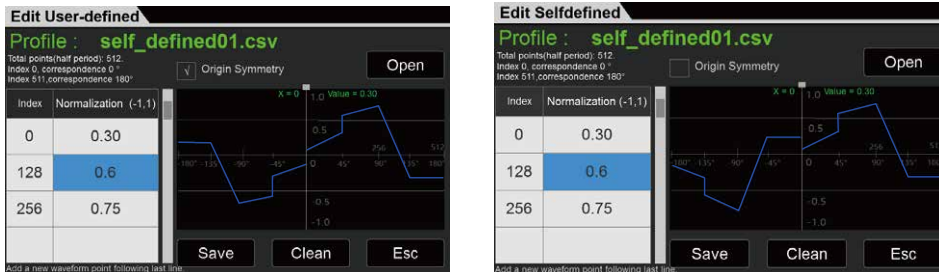 Edit User-defined
Profile : self_defined01.csv
Total points(half period): 512.
Index 0, correspondence 0 °
Index 511,correspondence 180°
√ Origin Symmetry
Open
Index Normalization (-1,1)
0 0.30
128 0.6
256 0.75
X = 0 Value = 0.30
1.0
0.5
256 512
-180° -135° -90° -45° 0 45° 90° 135° 180°
-0.5
-1.0
Save Clean Esc
Add a new waveform point following last line.
Edit Selfdefined
Profile : self_defined01.csv
Total points(half period): 512.
Index 0, correspondence 0 °
Index 511,correspondence 180°
Origin Symmetry
Open
Index Normalization (-1,1)
0 0.30
128 0.6
256 0.75
X = 0 Value = 0.30
1.0
0.5
256 512
-180° -135° -90° -45° 0 45° 90° 135° 180°
-0.5
-1.0
Save Clean Esc
Add a new waveform point following last line.